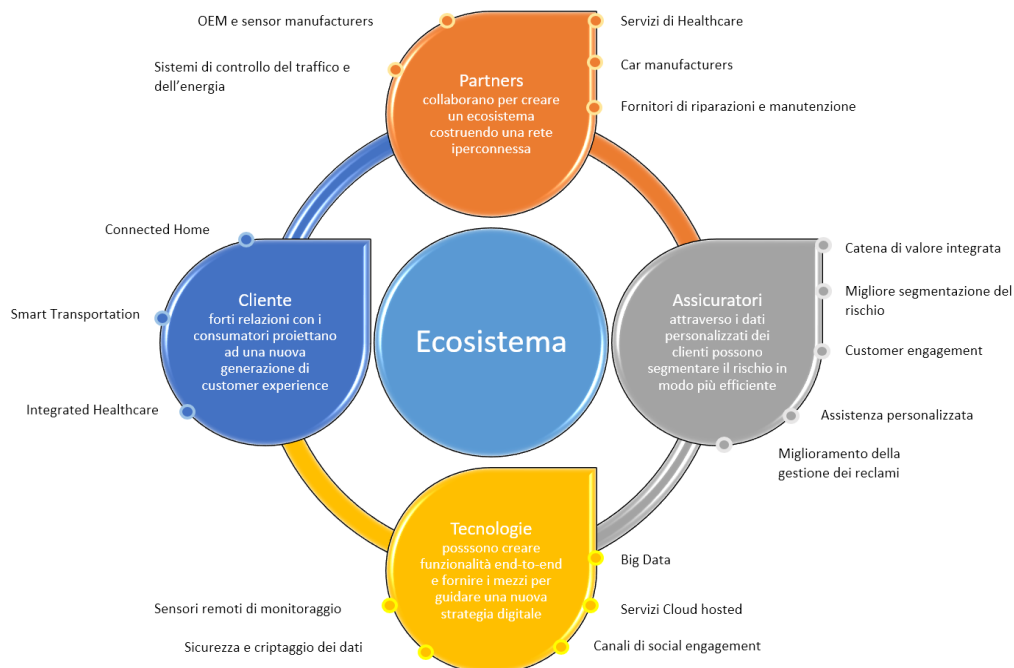 OEM e sensor manufacturers
Sistemi di controllo del traffico e
dell'energia
Partners
collaborano per creare
un ecosistema
costruendo una rete
iperconnessa
Servizi di Healthcare
Car manufacturers
Fornitori di riparazioni e manutenzione
Connected Home
Smart Transportation
Integrated Healthcare
Cliente
forti relazioni con i
consumatori proiettano
ad una nuova
generazione di
customer experience
Ecosistema
Assicuratori
attraverso i dati
personalizzati dei
clienti possono
segmentare il rischio in
modo più efficiente
Catena di valore integrata
Migliore segmentazione del
rischio
Customer engagement
Assistenza personalizzata
Miglioramento della
gestione dei reclami
Tecnologie
posssono creare
funzionalità end-to-end
e fornire i mezzi per
guidare una nuova
strategia digitale
Sensori remoti di monitoraggio
Sicurezza e criptaggio dei dati
Big Data
Servizi Cloud hosted
Canali di social engagement